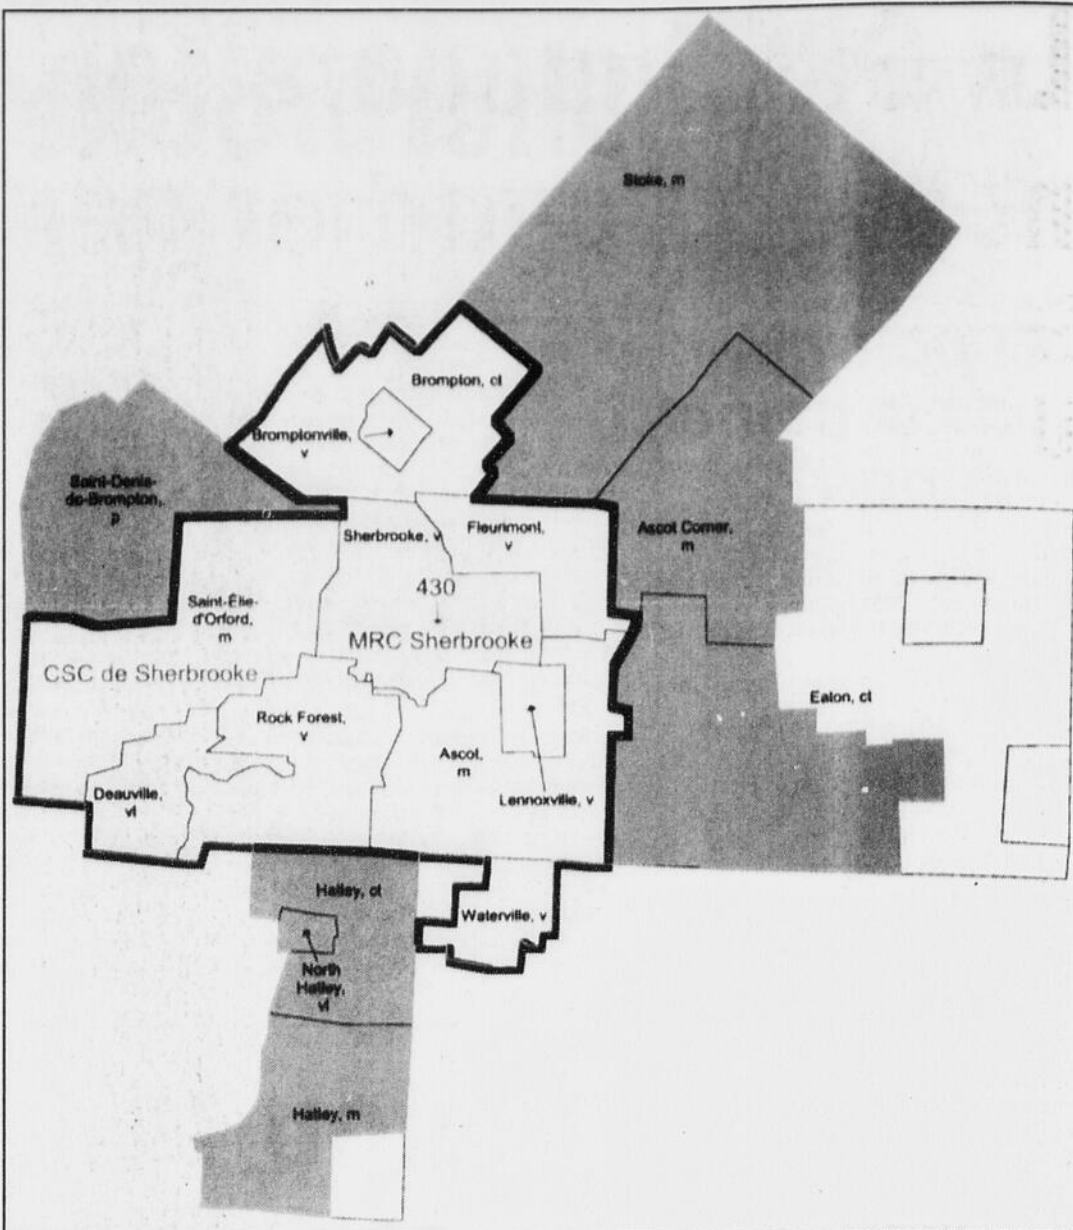 Stoke, m
Brompton, ct
Bromptonville,
v
Saint-Denis-
de-Brompton,
p
Sherbrooke, v
Fleurimont,
v
Ascot Corner,
m
430
Saint-Élie-
d'Orford,
m
MRC Sherbrooke
CSC de Sherbrooke
Eaton, ct
Rock Forest,
v
Ascot,
m
Deauville,
vl
Lennoxville, v
Hatley, ct
Waterville, v
North
Hatley,
vl
Hatley, m